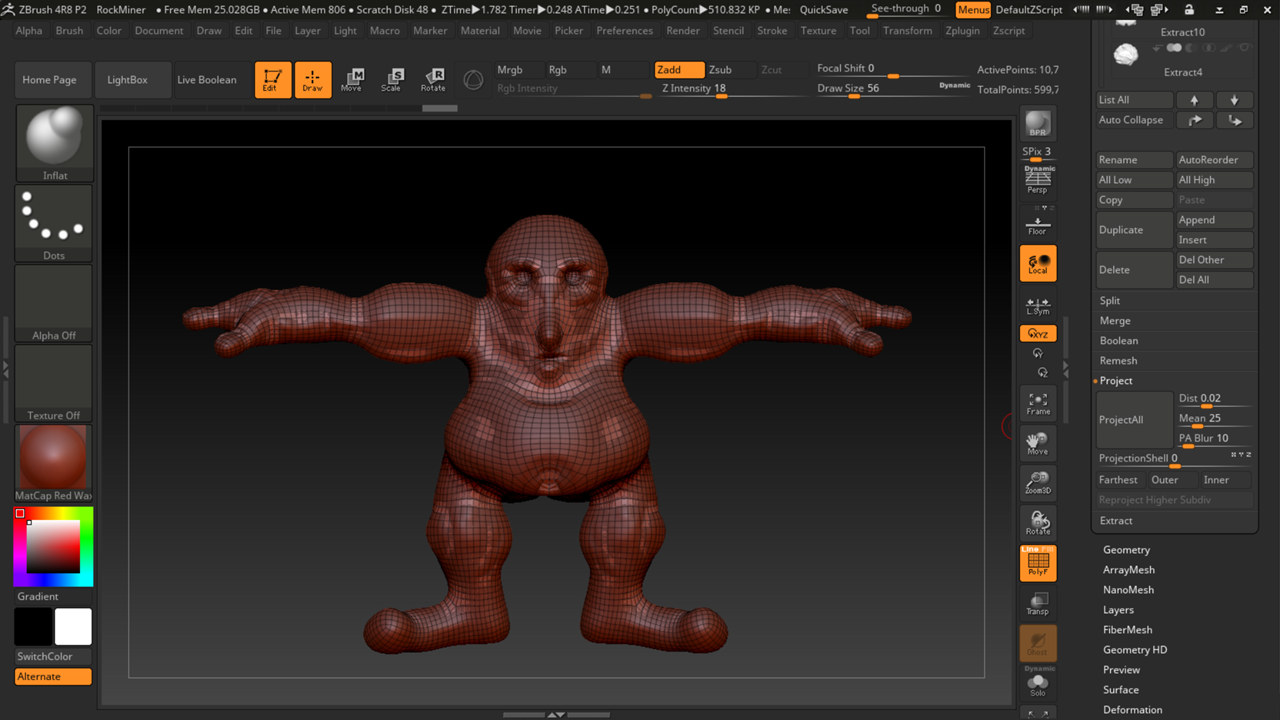 ZBrush 4R8 P2 RockMiner • Free Mem 25.028GB • Active Mem 806 • Scratch Disk 48 • ZTime▶1.782 Timer▶0.248 ATime▶0.251 • PolyCount▶510.832 KP • Me: QuickSave See-through 0 Menus DefaultZScript
Alpha Brush Color Document Draw Edit File Layer Light Macro Marker Material Movie Picker Preferences Render Stencil Stroke Texture Tool Transform Zplugin Zscript
Home Page LightBox Live Boolean Edit Draw Move Scale Rotate
Mrgb Rgb M Zadd Zsub Zcut Focal Shift 0 ActivePoints: 10,7
Rgb Intensity Z Intensity 18 Draw Size 56 Dynamic TotalPoints: 599,7
Inflat
Dots
Alpha Off
Texture Off
MatCap Red Wax
Gradient
SwitchColor
Alternate
BPR
SPix 3
Dynamic
Persp
Floor
Local
L.Sym
XYZ
Frame
Move
Zoom3D
Rotate
Line Fill
PolyF
Transp
Ghost
Dynamic
Solo
Extract10
Extract4
List All
Auto Collapse
Rename AutoReorder
All Low All High
Copy Paste
Duplicate Append
Insert
Delete Del Other
Del All
Split
Merge
Boolean
Remesh
Project
ProjectAll Dist 0.02
Mean 25
PA Blur 10
ProjectionShell 0 X Y Z
Farthest Outer Inner
Reproject Higher Subdiv
Extract
Geometry
ArrayMesh
NanoMesh
Layers
FiberMesh
Geometry HD
Preview
Surface
Deformation